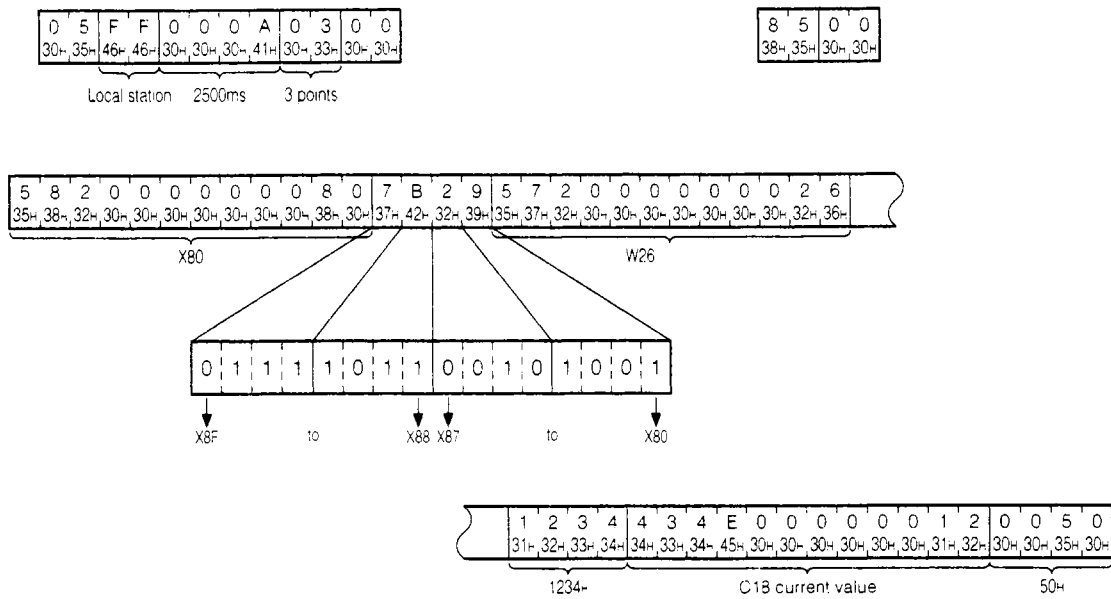 0 5 F F 0 0 0 A 0 3 0 0
30H 35H 46H 46H 30H 30H 30H 41H 30H 33H 30H 30H
Local station 2500ms 3 points
8 5 0 0
38H 35H 30H 30H
5 8 2 0 0 0 0 0 0 0 8 0 7 B 2 9 5 7 2 0 0 0 0 0 0 0 2 6
35H 38H 32H 30H 30H 30H 30H 30H 30H 30H 38H 30H 37H 42H 32H 39H 35H 37H 32H 30H 30H 30H 30H 30H 30H 30H 32H 36H
X80 W26
0 1 1 1 1 0 1 1 0 0 1 0 1 0 0 1
X8F to X88 X87 to X80
1 2 3 4 4 3 4 E 0 0 0 0 0 0 1 2 0 0 5 0
31H 32H 33H 34H 34H 33H 34H 45H 30H 30H 30H 30H 30H 30H 31H 32H 30H 30H 35H 30H
1234H C18 current value 50H